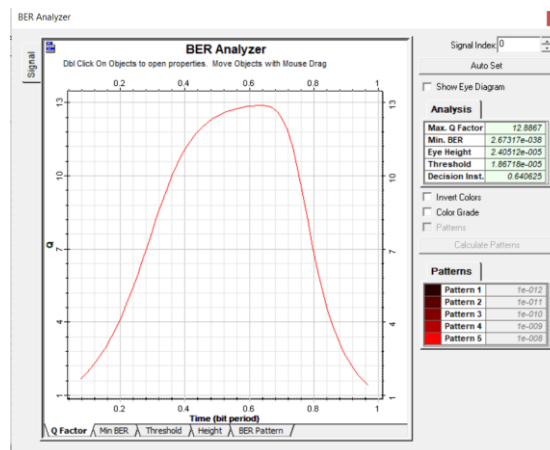 BER Analyzer
Signal
BER Analyzer
Dbl Click On Objects to open properties. Move Objects with Mouse Drag
0.2 0.4 0.6 0.8 1
13 13
10 10
Q 7 7
4 4
1 1
0.2 0.4 0.6 0.8 1
Time (bit period)
Q Factor Min BER Threshold Height BER Pattern
Signal Index: 0
Auto Set
Show Eye Diagram
Analysis
Max. Q Factor 12.8867
Min. BER 2.67317e-038
Eye Height 2.40512e-005
Threshold 1.86718e-005
Decision Inst. 0.640625
Invert Colors
Color Grade
Patterns
Calculate Patterns
Patterns
Pattern 1 1e-012
Pattern 2 1e-011
Pattern 3 1e-010
Pattern 4 1e-009
Pattern 5 1e-008